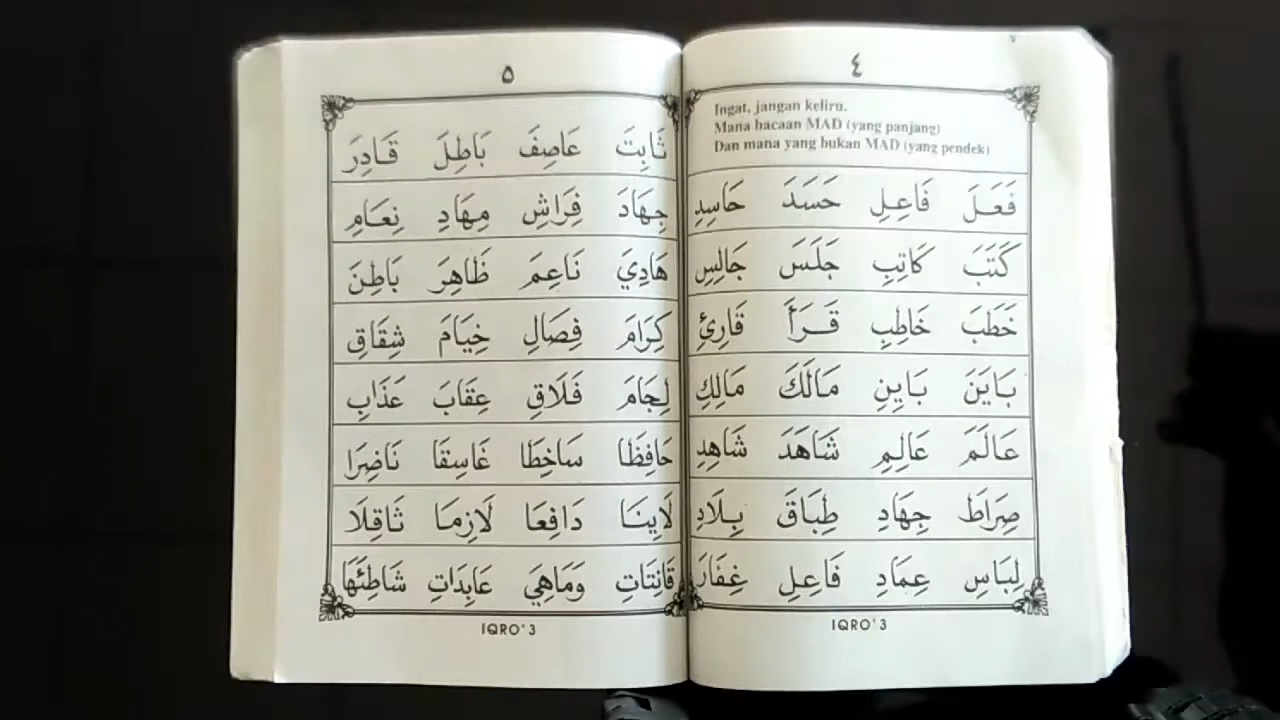 ٤
Ingat, jangan keliru.
Mana bacaan MAD (yang panjang)
Dan mana yang bukan MAD (yang pendek)
فَعَلَ فَاعِلِ حَسَدَ حَاسِدِ
كَتَبَ كَاتِبِ جَلَسَ جَالِسِ
خَطَبَ خَاطِبِ قَرَأَ قَارِئِ
بَايَنَ بَايِنِ مَالَكَ مَالِكِ
عَالَمَ عَالِمِ شَاهَدَ شَاهِدِ
صِرَاطَ جِهَادِ طِبَاقَ بِلَادِ
لِبَاسِ عِمَادِ فَاعِلِ غِفَارَ
IQRO' 3
٥
ثَابِتَ عَاصِفَ بَاطِلَ قَادِرَ
جِهَادَ فِرَاشِ مِهَادِ نِعَامِ
هَادِيَ نَاعِمَ ظَاهِرَ بَاطِنَ
كِرَامَ فِصَالِ خِيَامَ شِقَاقِ
لِجَامَ فَلَاقِ عِقَابَ عَذَابِ
حَافِظَا سَاخِطَا غَاسِقَا نَاضِرَا
لَايِنَا دَافِعَا لَازِمَا ثَاقِلَا
قَانِتَاتِ وَمَاهِيَ عَابِدَاتِ شَاطِئَهَا
IQRO' 3